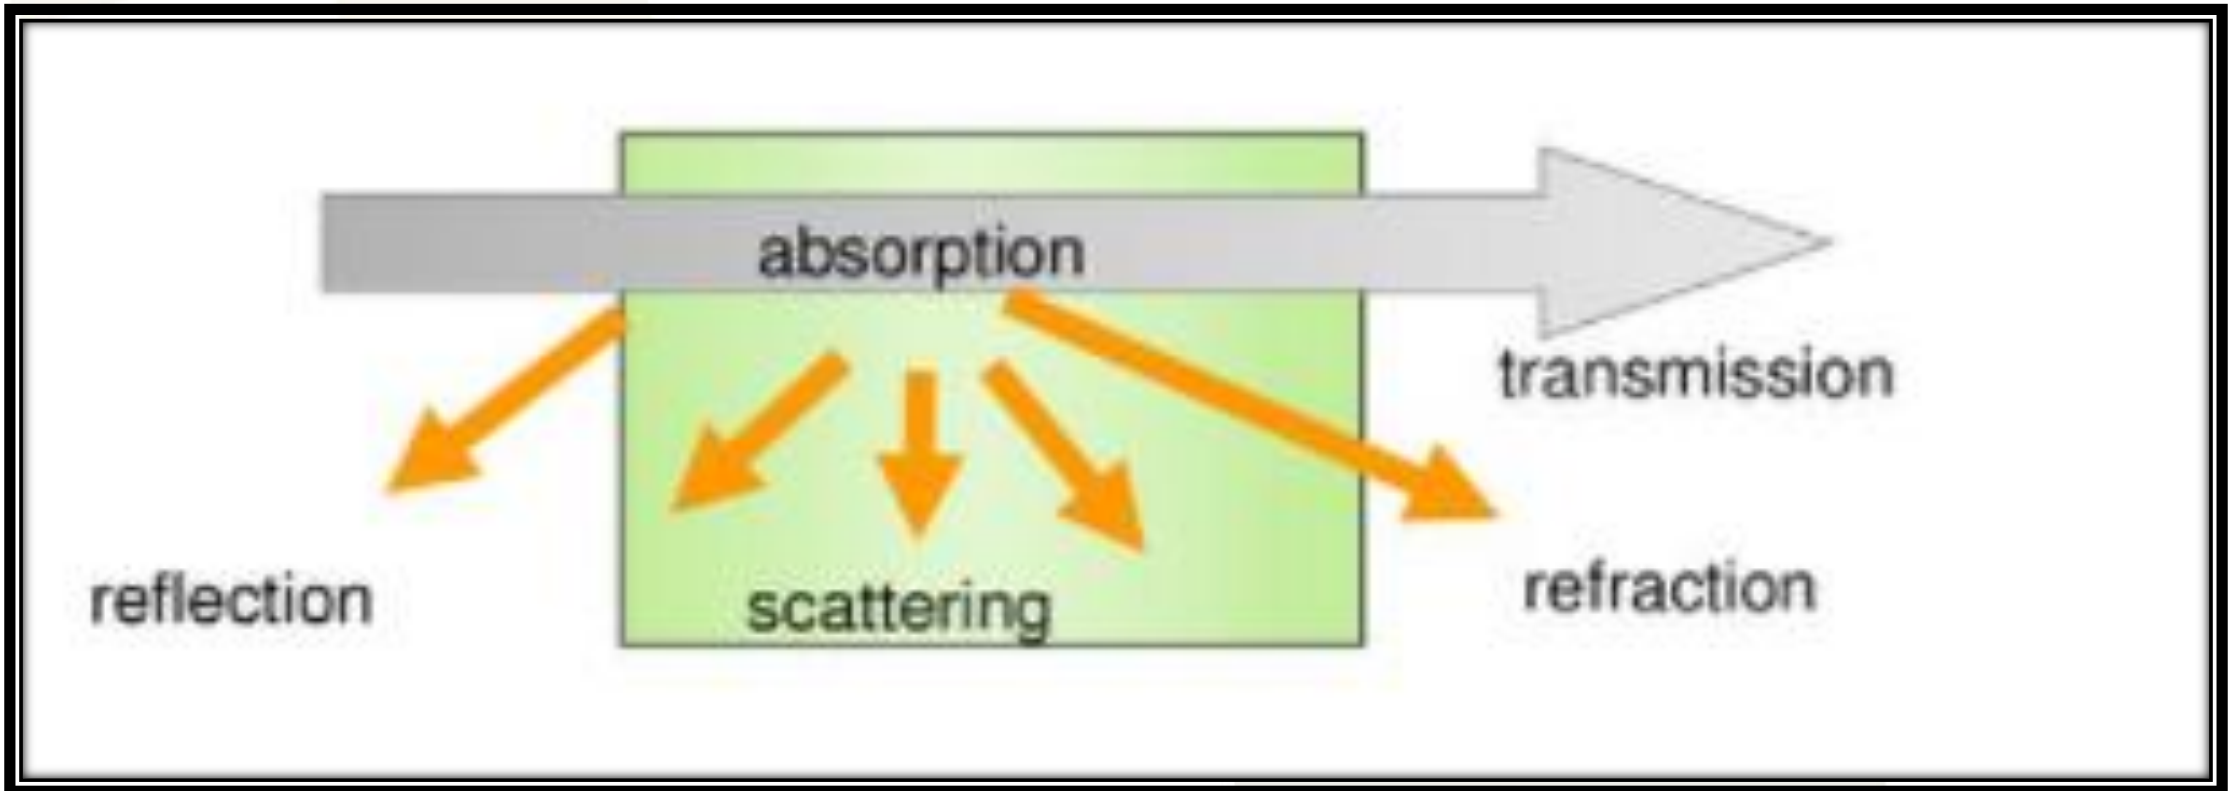 absorption
transmission
reflection
scattering
refraction